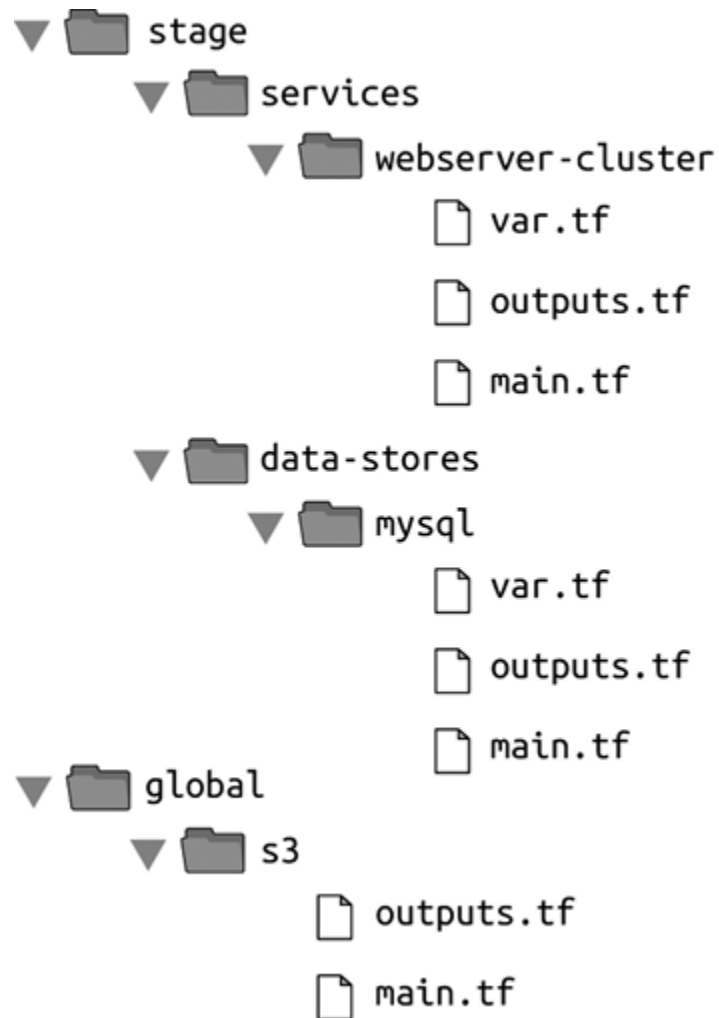 stage
services
webserver-cluster
var.tf
outputs.tf
main.tf
data-stores
mysql
var.tf
outputs.tf
main.tf
global
s3
outputs.tf
main.tf